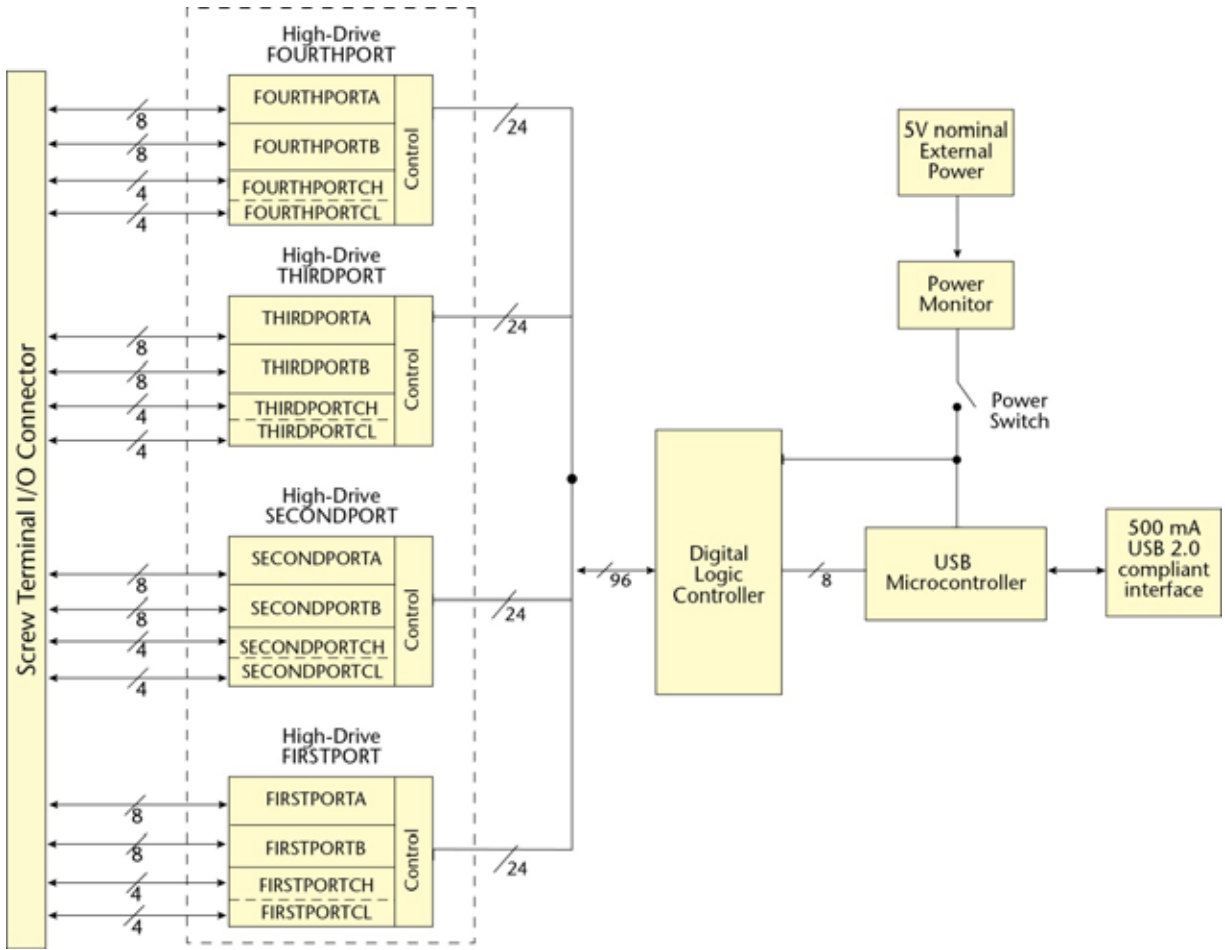 Screw Terminal I/O Connector
High-Drive
FOURTHPORT
FOURTHPORTA
FOURTHPORTB
FOURTHPORTCH
FOURTHPORTCL
Control
8
8
4
4
24
High-Drive
THIRDPORT
THIRDPORTA
THIRDPORTB
THIRDPORTCH
THIRDPORTCL
Control
8
8
4
4
24
High-Drive
SECONDPORT
SECONDPORTA
SECONDPORTB
SECONDPORTCH
SECONDPORTCL
Control
8
8
4
4
24
High-Drive
FIRSTPORT
FIRSTPORTA
FIRSTPORTB
FIRSTPORTCH
FIRSTPORTCL
Control
8
8
4
4
24
96
Digital
Logic
Controller
8
5V nominal
External
Power
Power
Monitor
Power
Switch
USB
Microcontroller
500 mA
USB 2.0
compliant
interface